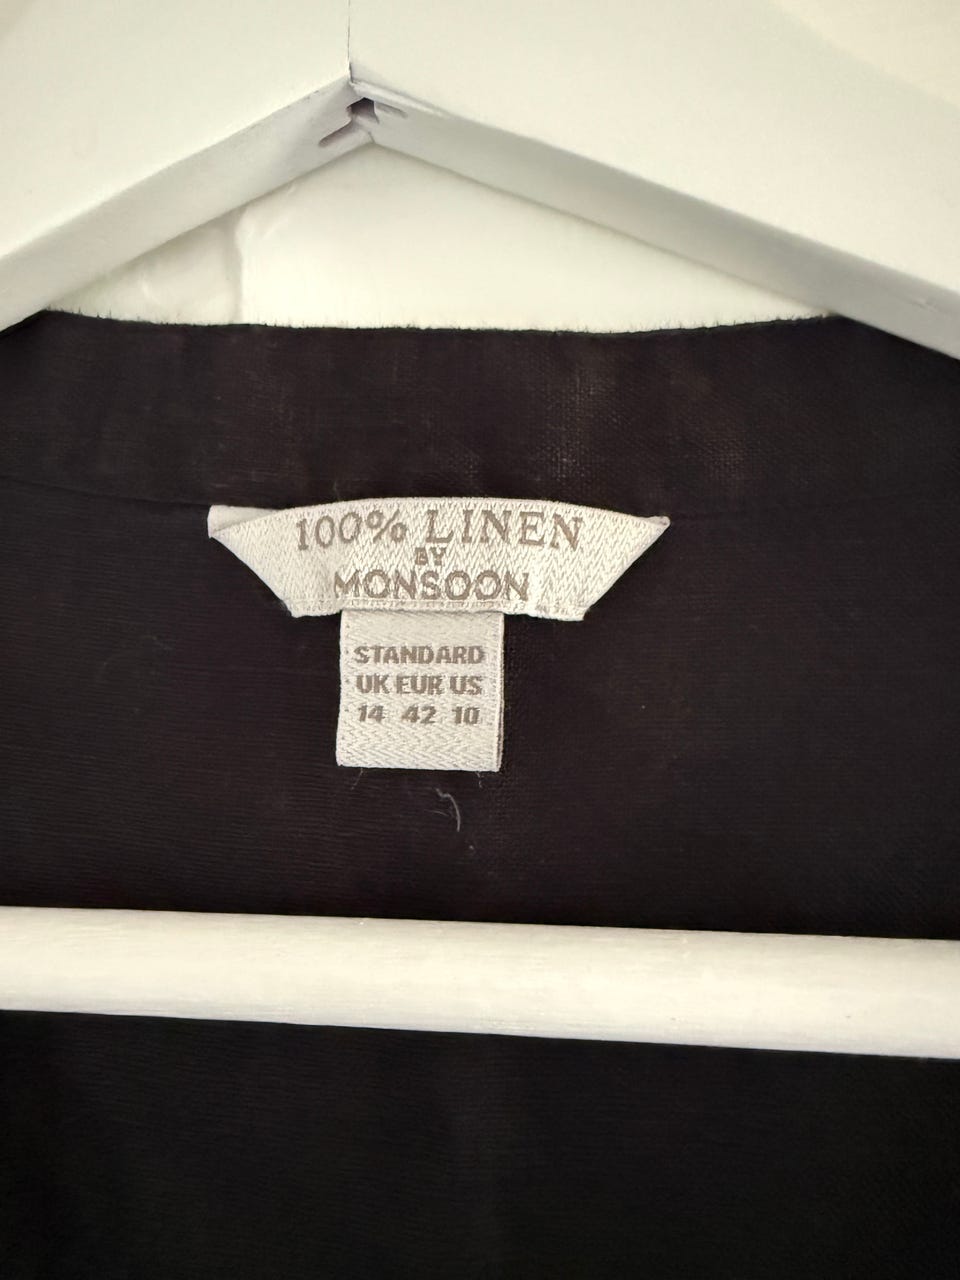 100% LINEN
BY
MONSOON
STANDARD
UK EUR US
14 42 10